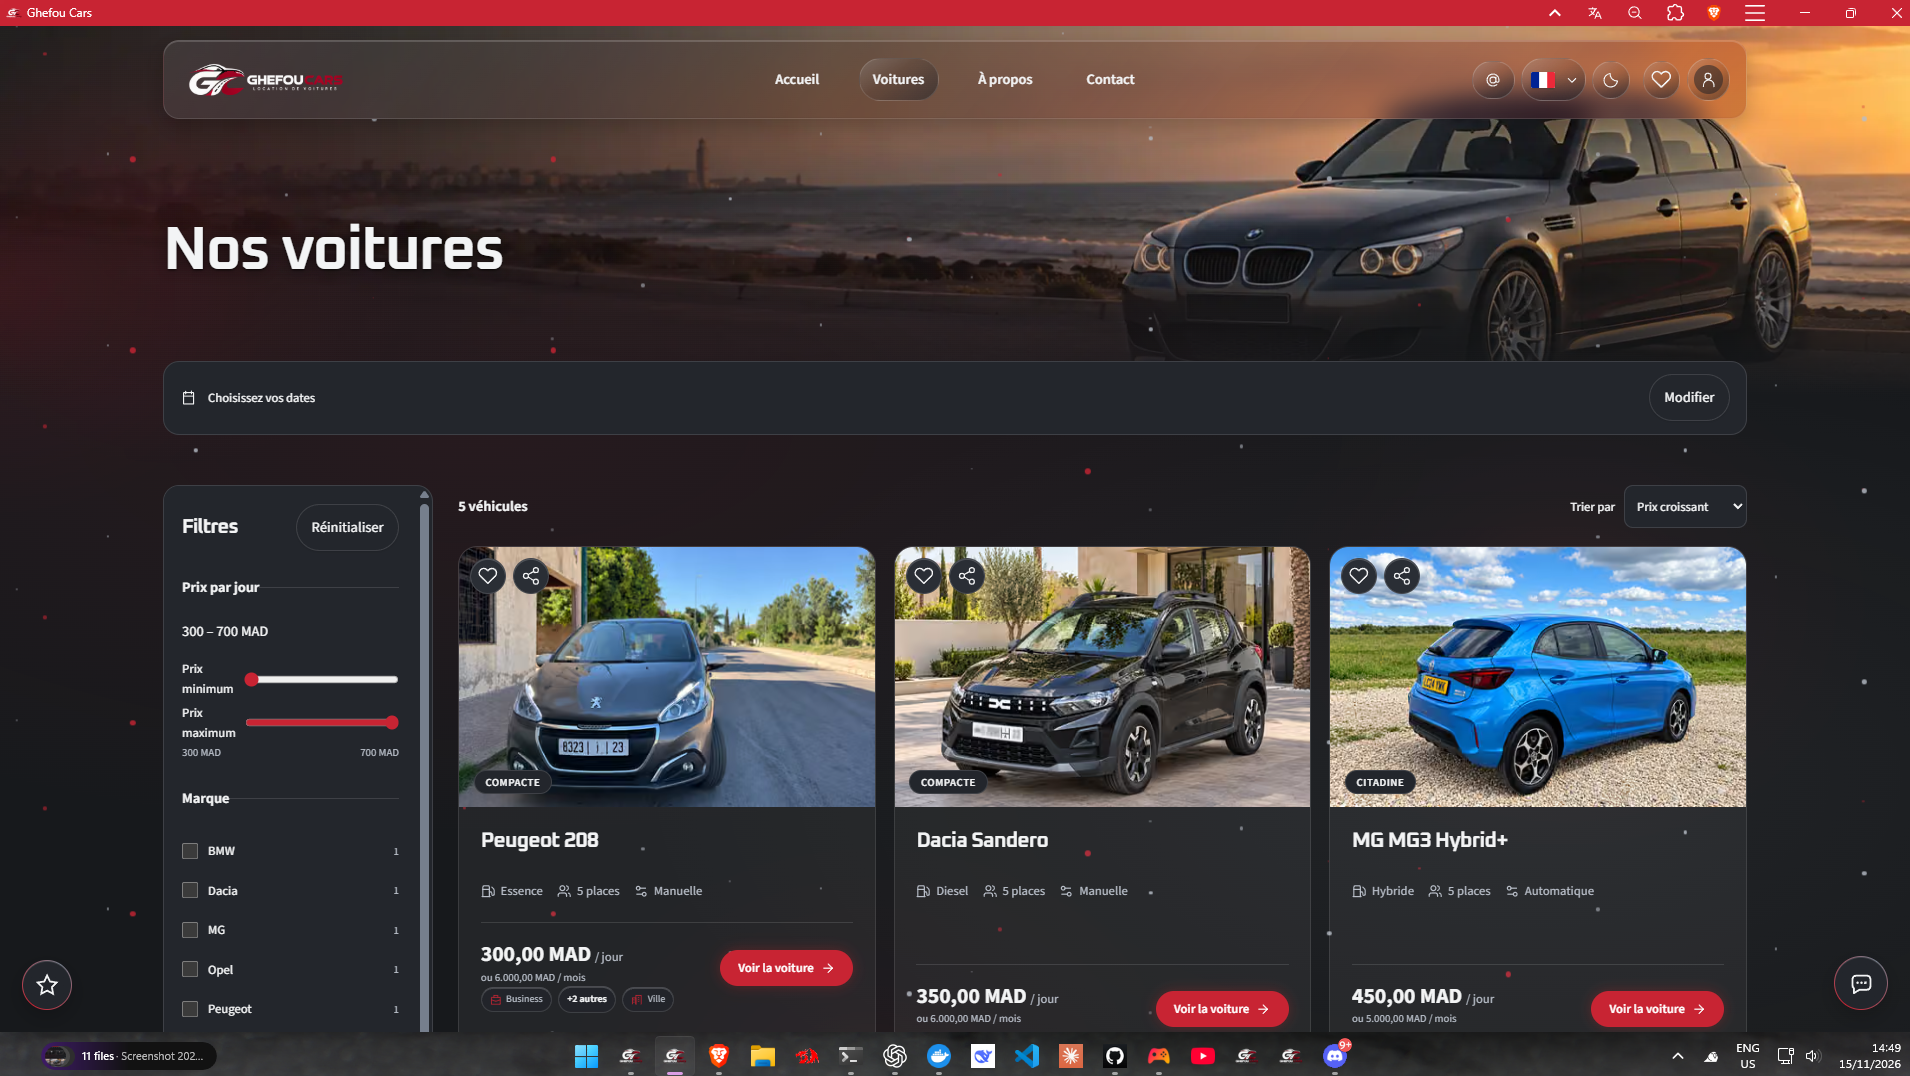 Ghefou Cars
GHEFOU CARS
LOCATION DE VOITURES
Accueil
Voitures
À propos
Contact
Nos voitures
Choisissez vos dates
Modifier
Filtres
Réinitialiser
Prix par jour
300 – 700 MAD
Prix
minimum
Prix
maximum
300 MAD
700 MAD
Marque
BMW 1
Dacia 1
MG 1
Opel 1
Peugeot 1
5 véhicules
Trier par
Prix croissant
COMPACTE
Peugeot 208
Essence
5 places
Manuelle
300,00 MAD / jour
ou 6.000,00 MAD / mois
Business
+2 autres
Ville
Voir la voiture
COMPACTE
Dacia Sandero
Diesel
5 places
Manuelle
350,00 MAD / jour
ou 6.000,00 MAD / mois
Voir la voiture
CITADINE
MG MG3 Hybrid+
Hybride
5 places
Automatique
450,00 MAD / jour
ou 5.000,00 MAD / mois
Voir la voiture
11 files · Screenshot 202...
9+
ENG
US
14:49
15/11/2026